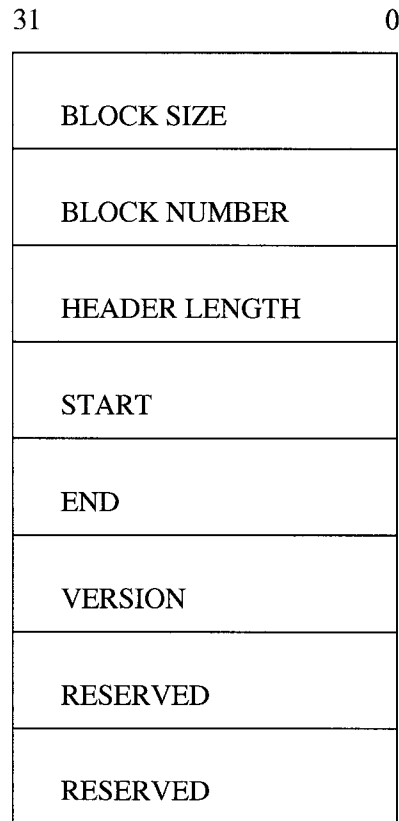 31 0
BLOCK SIZE
BLOCK NUMBER
HEADER LENGTH
START
END
VERSION
RESERVED
RESERVED